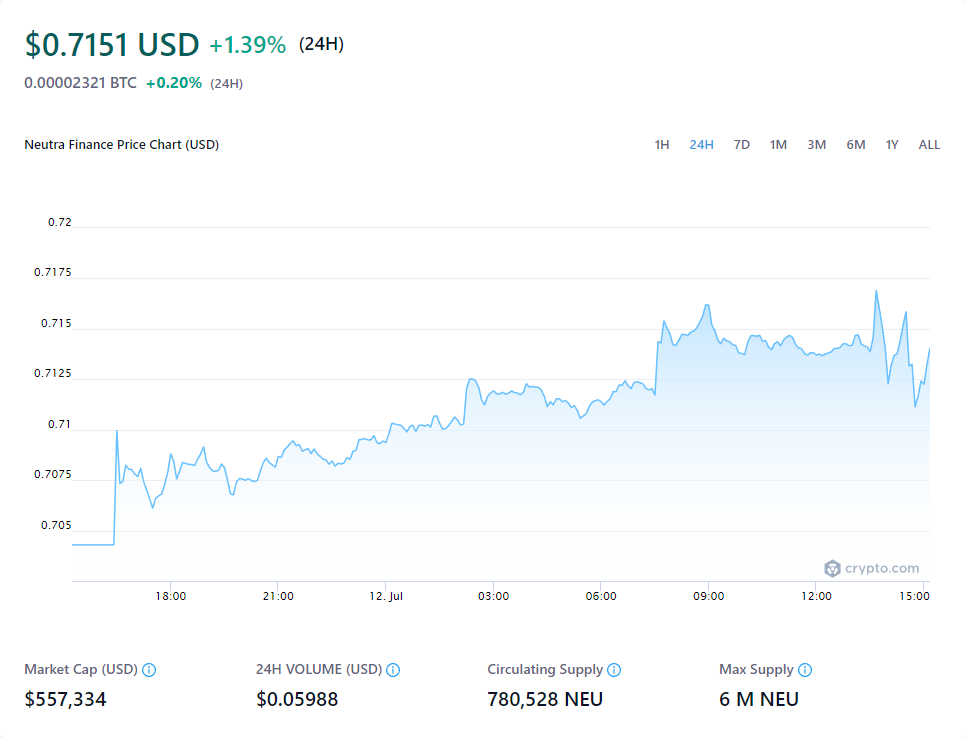 $0.7151 USD +1.39% (24H)
0.00002321 BTC +0.20% (24H)
Neutra Finance Price Chart (USD) 1H 24H 7D 1M 3M 6M 1Y ALL
0.72
0.7175
0.715
0.7125
0.71
0.7075
0.705
crypto.com
18:00 21:00 12. Jul 03:00 06:00 09:00 12:00 15:00
Market Cap (USD) 24H VOLUME (USD) Circulating Supply Max Supply
$557,334 $0.05988 780,528 NEU 6 M NEU